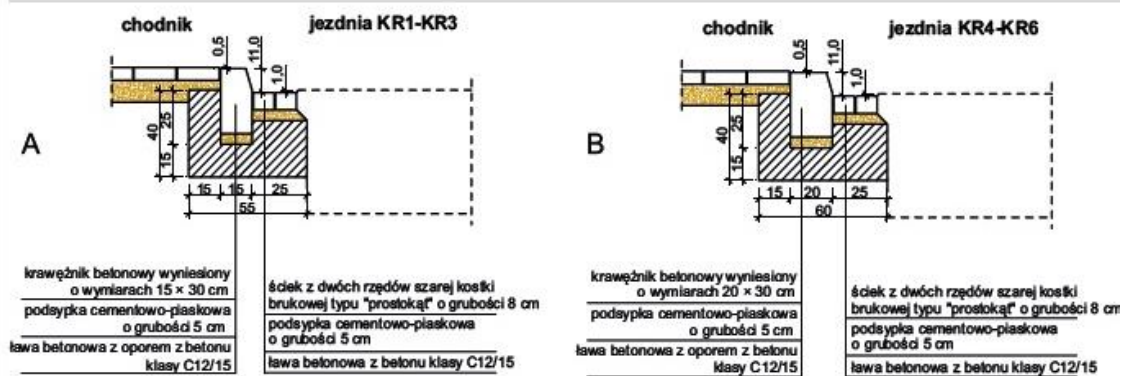 chodnik
jezdnia KR1-KR3
0,5
11,0
1,0
A
40
25
15
15
15
25
55
krawężnik betonowy wyniesiony
o wymiarach 15 × 30 cm
podsypka cementowo-piaskowa
o grubości 5 cm
ława betonowa z oporem z betonu
klasy C12/15
ściek z dwóch rzędów szarej kostki
brukowej typu "prostokąt" o grubości 8 cm
podsypka cementowo-piaskowa
o grubości 5 cm
ława betonowa z betonu klasy C12/15
chodnik
jezdnia KR4-KR6
0,5
11,0
1,0
B
40
25
15
15
20
25
60
krawężnik betonowy wyniesiony
o wymiarach 20 × 30 cm
podsypka cementowo-piaskowa
o grubości 5 cm
ława betonowa z oporem z betonu
klasy C12/15
ściek z dwóch rzędów szarej kostki
brukowej typu "prostokąt" o grubości 8 cm
podsypka cementowo-piaskowa
o grubości 5 cm
ława betonowa z betonu klasy C12/15